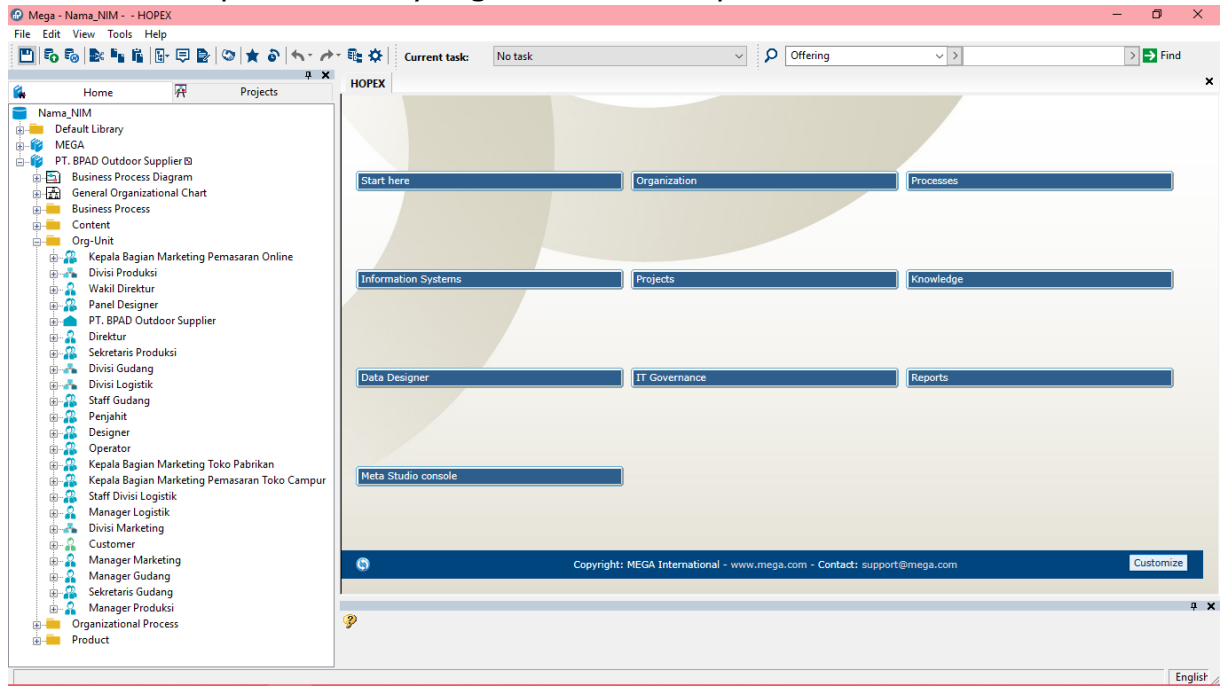 Mega - Nama_NIM - - HOPEX
File Edit View Tools Help
Current task: No task Offering Find
Home Projects
HOPEX
Nama_NIM
Default Library
MEGA
PT. BPAD Outdoor Supplier
Business Process Diagram
General Organizational Chart
Business Process
Content
Org-Unit
Kepala Bagian Marketing Pemasaran Online
Divisi Produksi
Wakil Direktur
Panel Designer
PT. BPAD Outdoor Supplier
Direktur
Sekretaris Produksi
Divisi Gudang
Divisi Logistik
Staff Gudang
Penjahit
Designer
Operator
Kepala Bagian Marketing Toko Pabrikan
Kepala Bagian Marketing Pemasaran Toko Campur
Staff Divisi Logistik
Manager Logistik
Divisi Marketing
Customer
Manager Marketing
Manager Gudang
Sekretaris Gudang
Manager Produksi
Organizational Process
Product
Start here Organization Processes
Information Systems Projects Knowledge
Data Designer IT Governance Reports
Meta Studio console
Copyright: MEGA International - www.mega.com - Contact: support@mega.com Customize
English